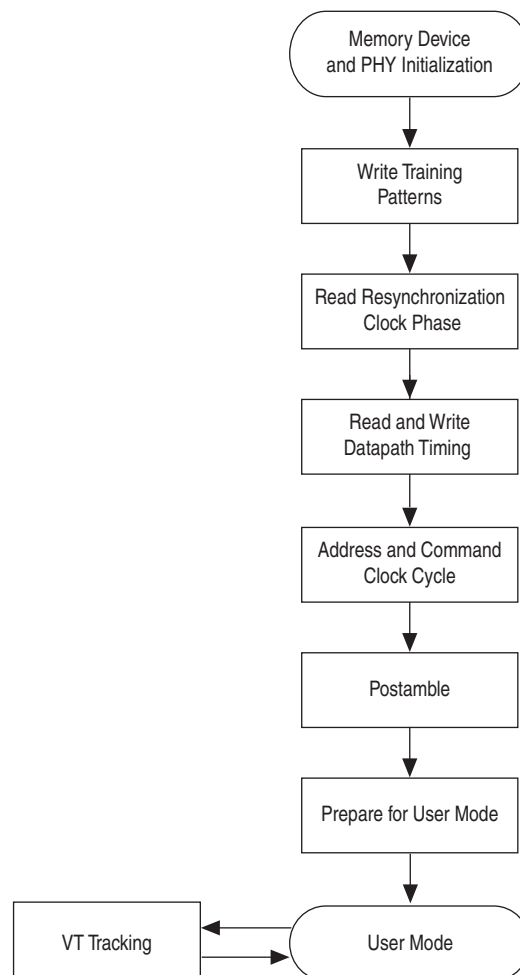 Memory Device
and PHY Initialization
Write Training
Patterns
Read Resynchronization
Clock Phase
Read and Write
Datapath Timing
Address and Command
Clock Cycle
Postamble
Prepare for User Mode
VT Tracking
User Mode